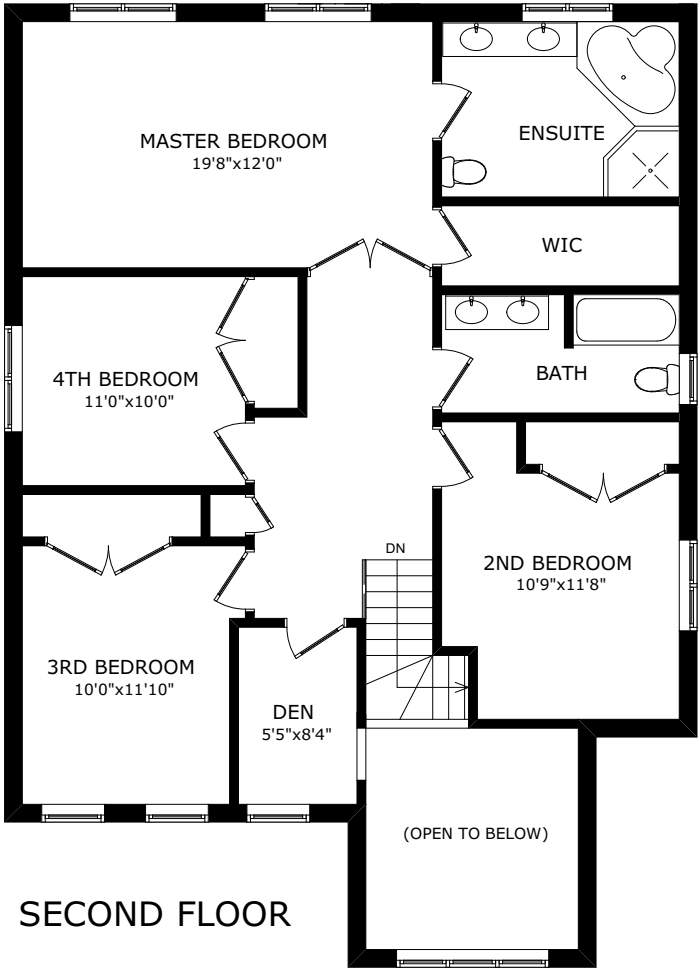 MASTER BEDROOM
19'8"x12'0"
ENSUITE
WIC
4TH BEDROOM
11'0"x10'0"
BATH
DN
2ND BEDROOM
10'9"x11'8"
3RD BEDROOM
10'0"x11'10"
DEN
5'5"x8'4"
(OPEN TO BELOW)
SECOND FLOOR